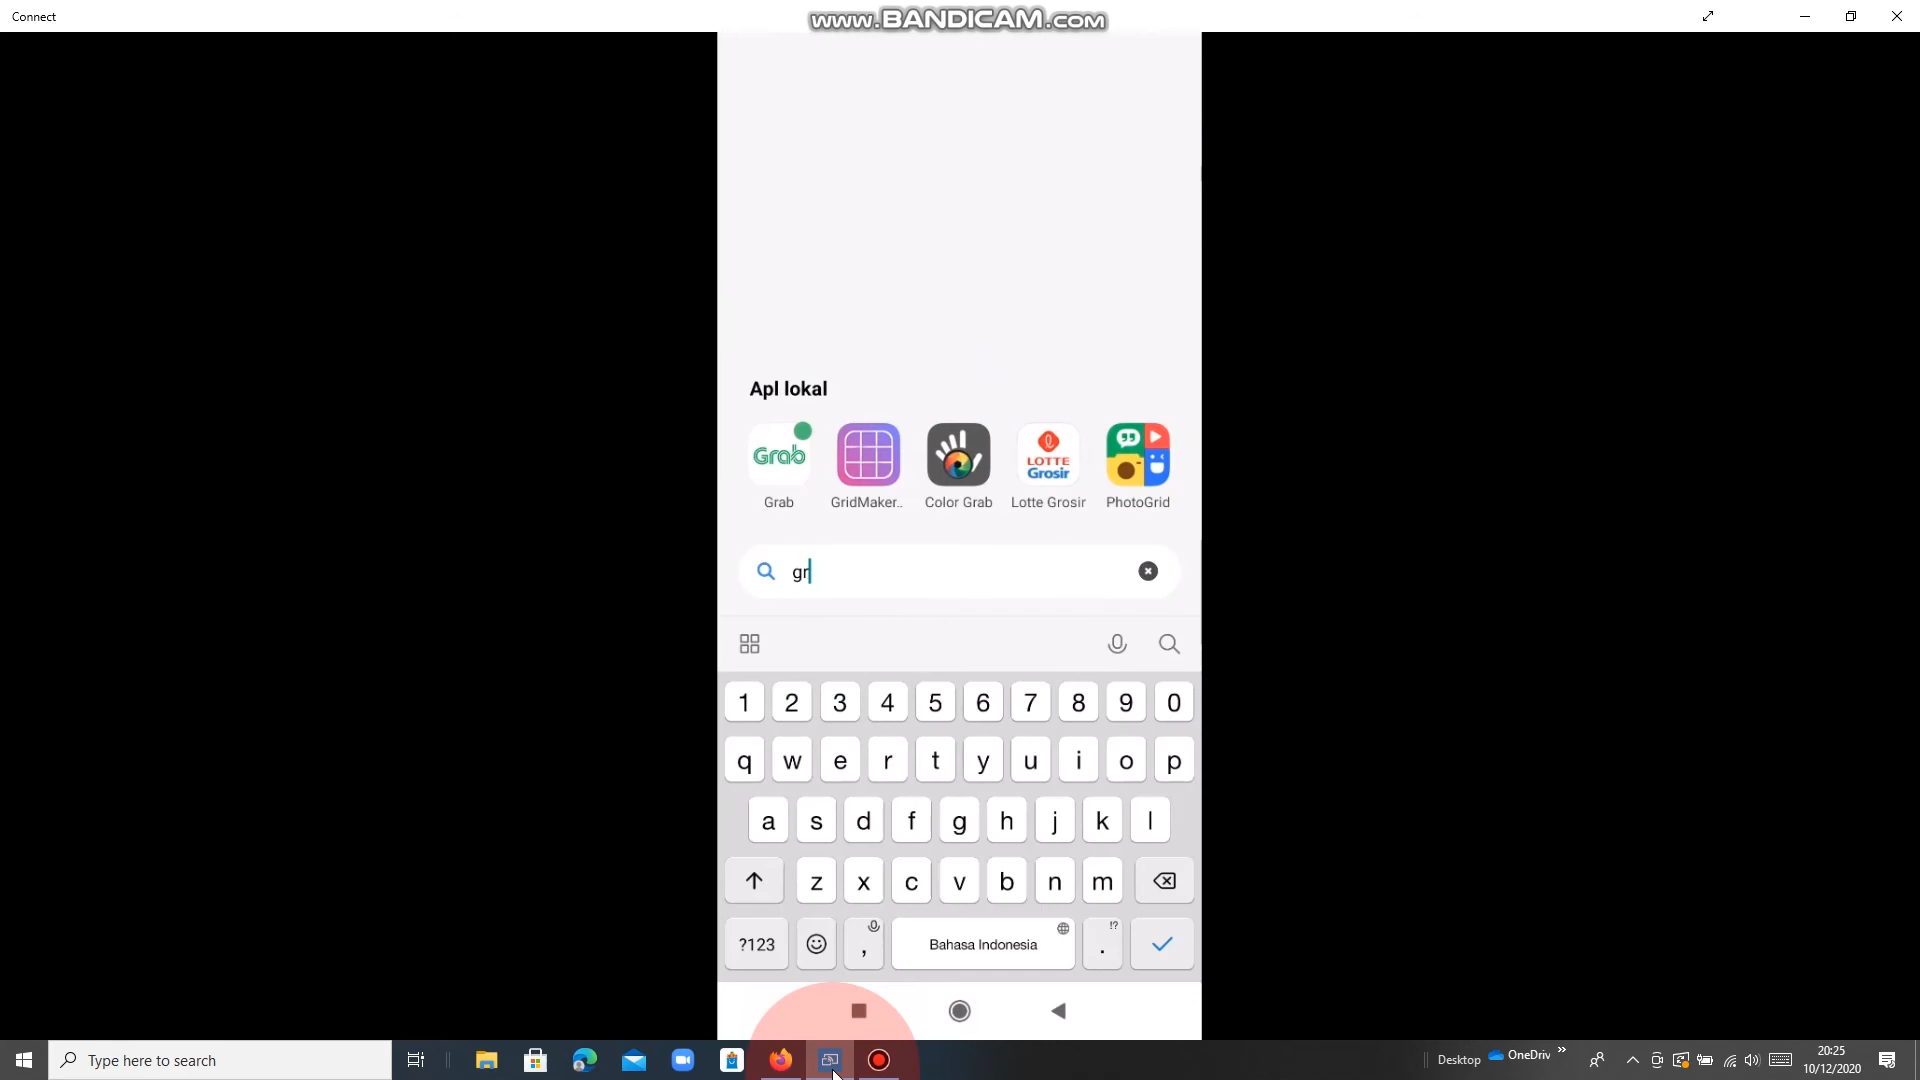 Connect
www.BANDICAM.com
Apl lokal
Grab
LOTTE
Grosir
Grab
GridMaker..
Color Grab
Lotte Grosir
PhotoGrid
gr
1 2 3 4 5 6 7 8 9 0
q w e r t y u i o p
a s d f g h j k l
z x c v b n m
?123 , Bahasa Indonesia !? .
Type here to search
Desktop
OneDriv »
20:25
10/12/2020